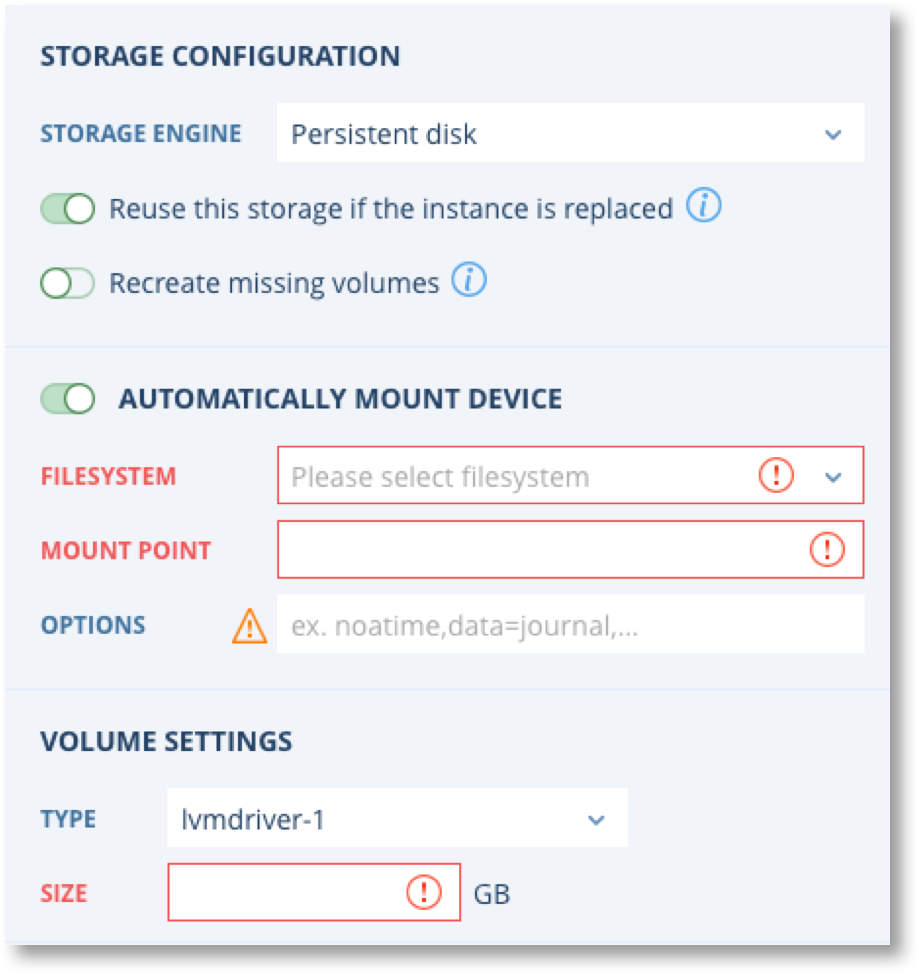 STORAGE CONFIGURATION
STORAGE ENGINE Persistent disk
Reuse this storage if the instance is replaced
Recreate missing volumes
AUTOMATICALLY MOUNT DEVICE
FILESYSTEM Please select filesystem
MOUNT POINT
OPTIONS ex. noatime,data=journal,...
VOLUME SETTINGS
TYPE lvmdriver-1
SIZE GB